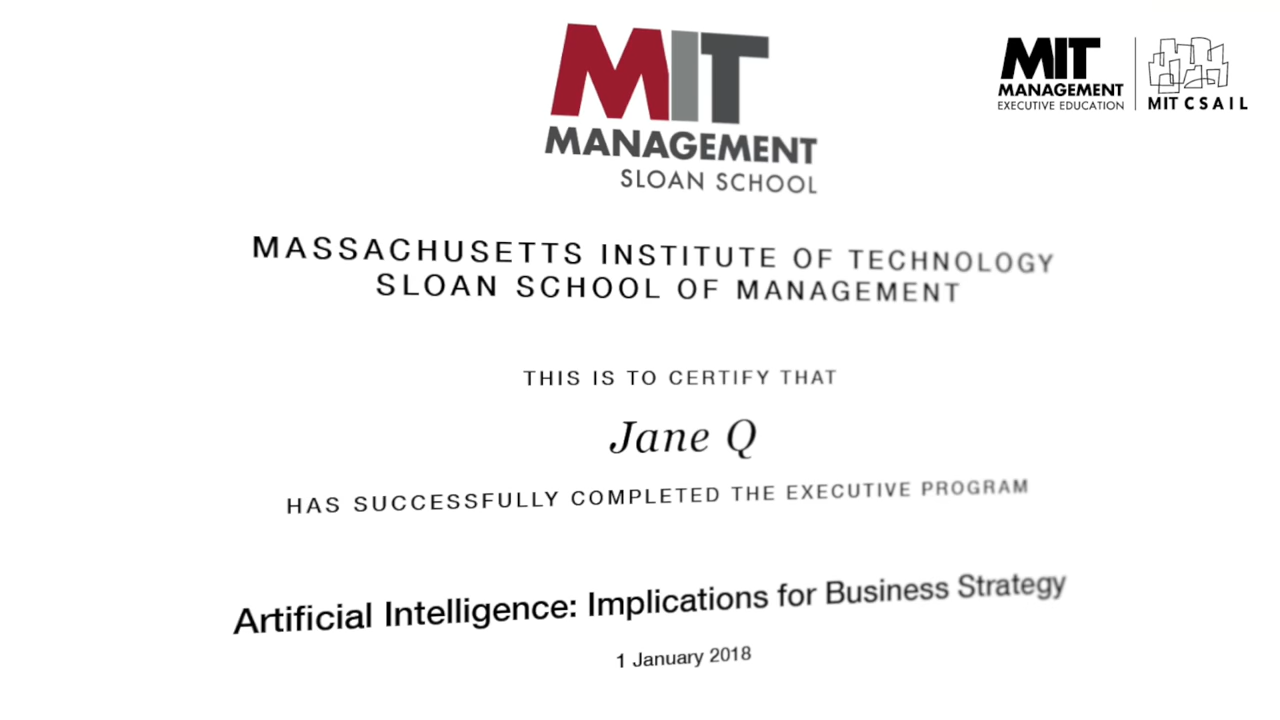 MIT
MANAGEMENT
SLOAN SCHOOL
MIT
MANAGEMENT
EXECUTIVE EDUCATION
MIT CSAIL
MASSACHUSETTS INSTITUTE OF TECHNOLOGY
SLOAN SCHOOL OF MANAGEMENT
THIS IS TO CERTIFY THAT
Jane Q
HAS SUCCESSFULLY COMPLETED THE EXECUTIVE PROGRAM
Artificial Intelligence: Implications for Business Strategy
1 January 2018